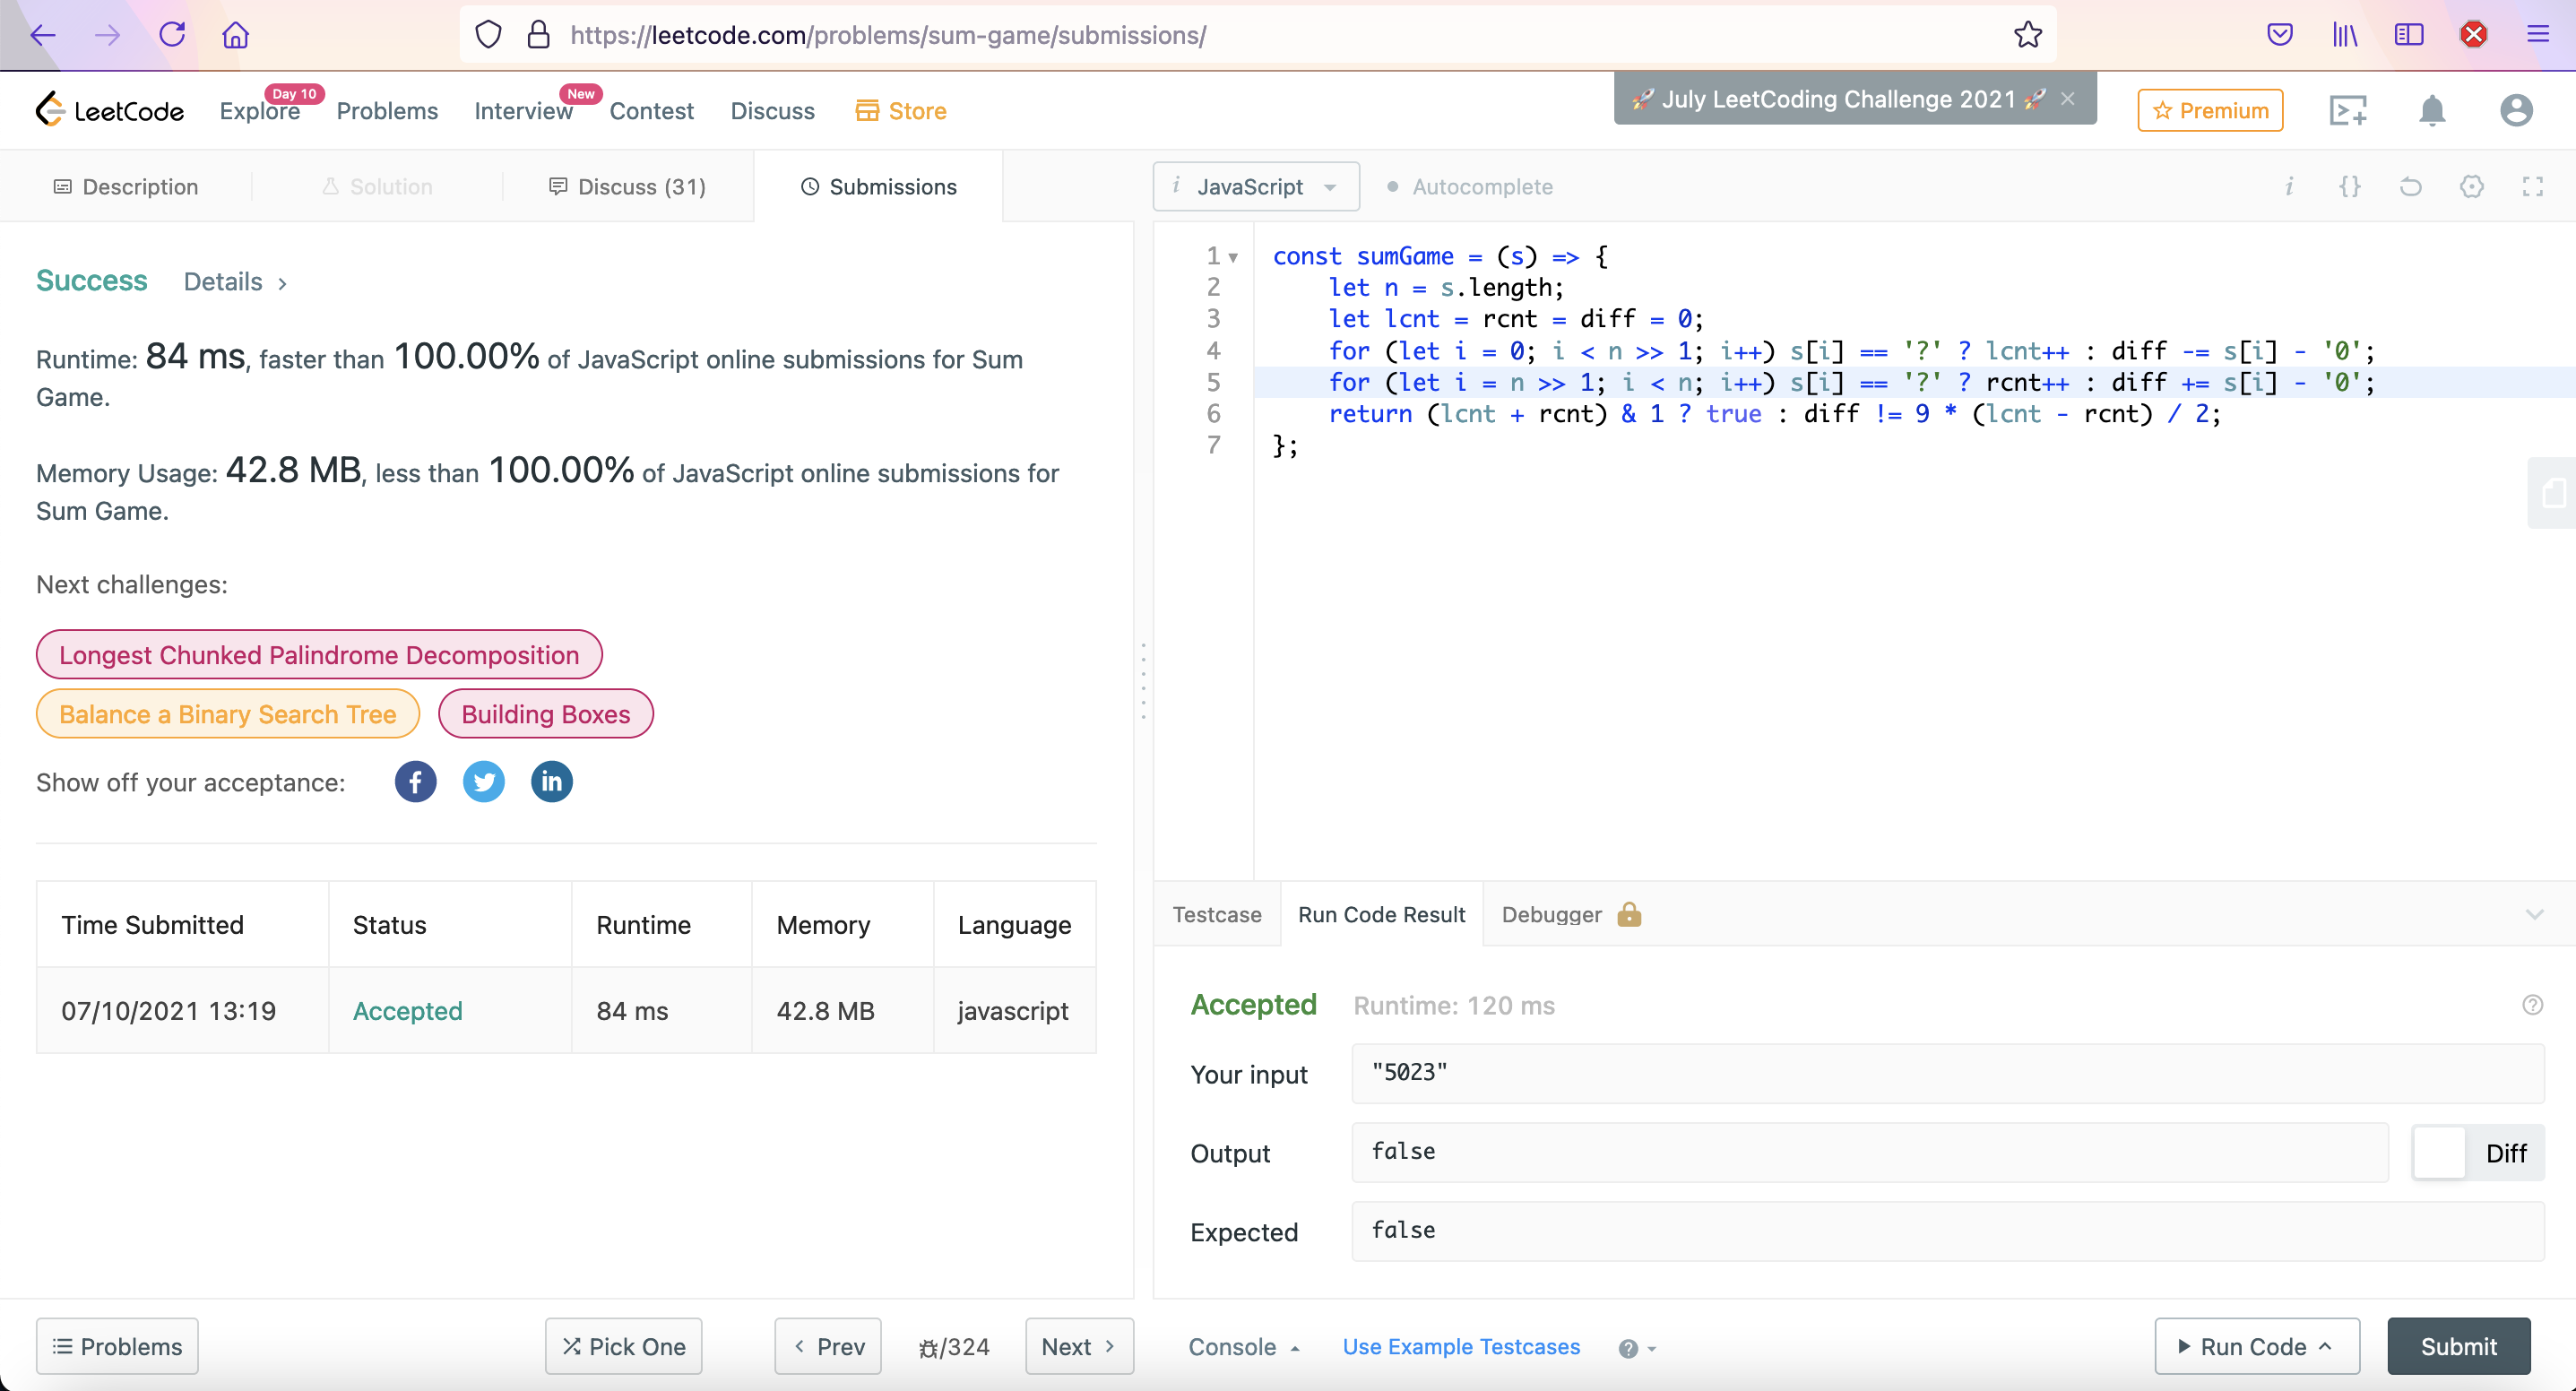 https://leetcode.com/problems/sum-game/submissions/
LeetCode
Explore
Day 10
Problems
Interview
New
Contest
Discuss
Store
🚀 July LeetCoding Challenge 2021 🚀 ×
Premium
Description
Solution
Discuss (31)
Submissions
i JavaScript
Autocomplete
i {}
Success Details >
Runtime: 84 ms, faster than 100.00% of JavaScript online submissions for Sum
Game.
Memory Usage: 42.8 MB, less than 100.00% of JavaScript online submissions for
Sum Game.
Next challenges:
Longest Chunked Palindrome Decomposition
Balance a Binary Search Tree
Building Boxes
Show off your acceptance:
f
in
Time Submitted Status Runtime Memory Language
07/10/2021 13:19 Accepted 84 ms 42.8 MB javascript
1 const sumGame = (s) => {
2 let n = s.length;
3 let lcnt = rcnt = diff = 0;
4 for (let i = 0; i < n >> 1; i++) s[i] == '?' ? lcnt++ : diff -= s[i] - '0';
5 for (let i = n >> 1; i < n; i++) s[i] == '?' ? rcnt++ : diff += s[i] - '0';
6 return (lcnt + rcnt) & 1 ? true : diff != 9 * (lcnt - rcnt) / 2;
7 };
Testcase
Run Code Result
Debugger
Accepted Runtime: 120 ms
?
Your input "5023"
Output false
Diff
Expected false
Problems
Pick One
< Prev
/324
Next >
Console
Use Example Testcases
?
Run Code
Submit